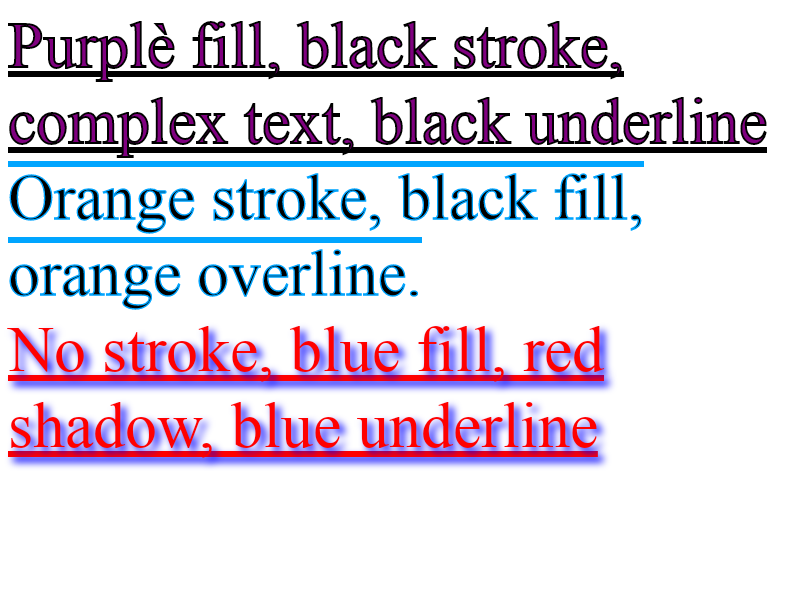 Purplè fill, black stroke,
complex text, black underline
Orange stroke, black fill,
orange overline.
No stroke, blue fill, red
shadow, blue underline